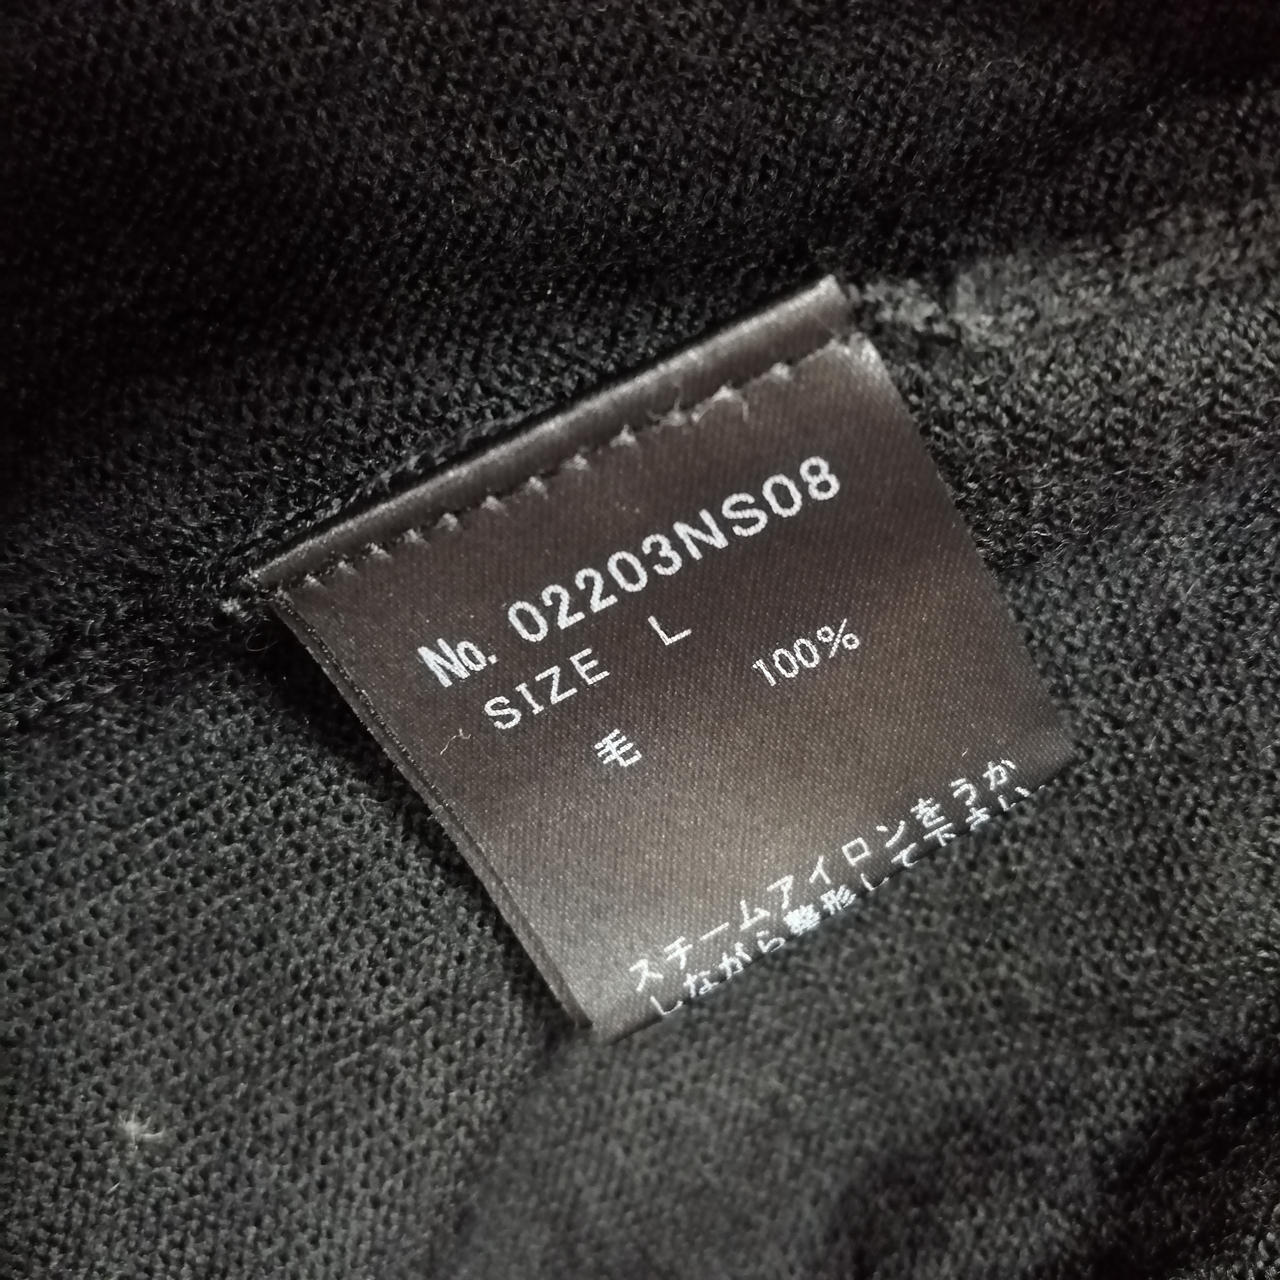 No. 02203NS08
SIZE L
毛 100%
スチームアイロンをうか
しながら整形して下さい